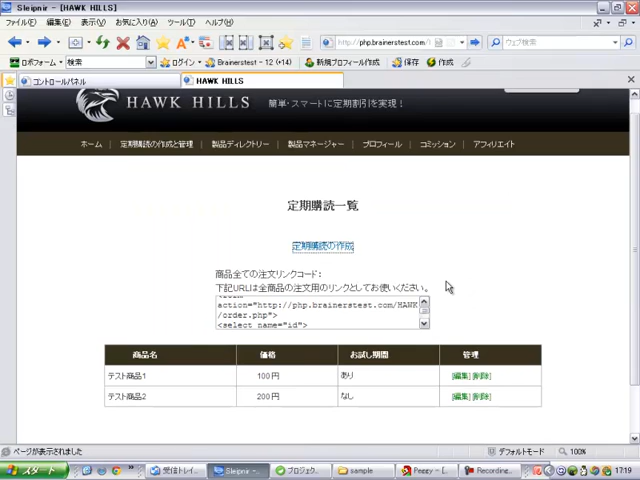 Sleipnir - [HAWK HILLS]
ファイル(F) 編集(E) 表示(V) お気に入り(A) ツール(T) ヘルプ(H)
http://php.brainerstest.com/ ウェブ検索
ロボフォーム 検索 ログイン Brainerstest - 12 (+14) 新規プロフィール作成 保存 作成
コントロールパネル HAWK HILLS
HAWK HILLS 簡単・スマートに定期割引を実現！
ホーム | 定期購読の作成と管理 | 製品ディレクトリー | 製品マネージャー | プロフィール | コミッション | アフィリエイト
定期購読一覧
定期購読の作成
商品全ての注文リンクコード：
下記URLは全商品の注文用のリンクとしてお使いください。
action="http://php.brainerstest.com/HAWK
/order.php">
<select name="id">
商品名 価格 お試し期間 管理
テスト商品1 100 円 あり [編集] [削除]
テスト商品2 200 円 なし [編集] [削除]
ページが表示されました デフォルトモード 100%
スタート 受信トレイ... Sleipnir -... プロジェク... sample Peggy - [... Recording... 17:19